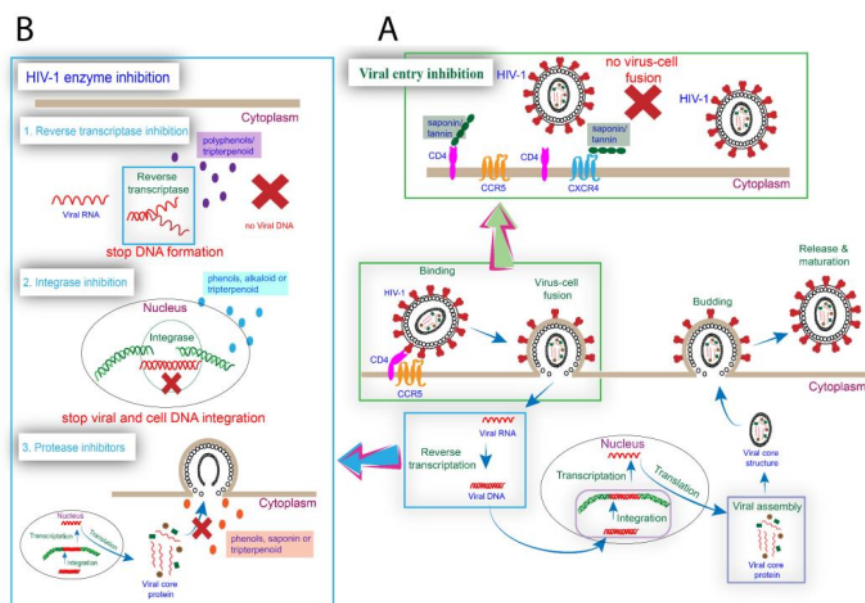 B
HIV-1 enzyme inhibition
Cytoplasm
1. Reverse transcriptase inhibition
polyphenols/
tripterpenoid
Reverse
transcriptase
Viral RNA
no Viral DNA
stop DNA formation
2. Integrase inhibition
phenols, alkaloid or
tripterpenoid
Nucleus
Integrase
stop viral and cell DNA integration
3. Protease inhibitors
Cytoplasm
Nucleus
Transcriptation
Translation
Integration
Viral core
protein
phenols, saponin or
tripterpenoid
A
Viral entry inhibition
HIV-1
no virus-cell
fusion
HIV-1
saponin/
tannin
saponin/
tannin
CD4
CD4
CCR5
CXCR4
Cytoplasm
Binding
HIV-1
Virus-cell
fusion
CD4
CCR5
Budding
Release &
maturation
Cytoplasm
Viral RNA
Reverse
transcription
Viral DNA
Nucleus
Transcriptation
Translation
Integration
Viral core
structure
Viral assembly
Viral core
protein